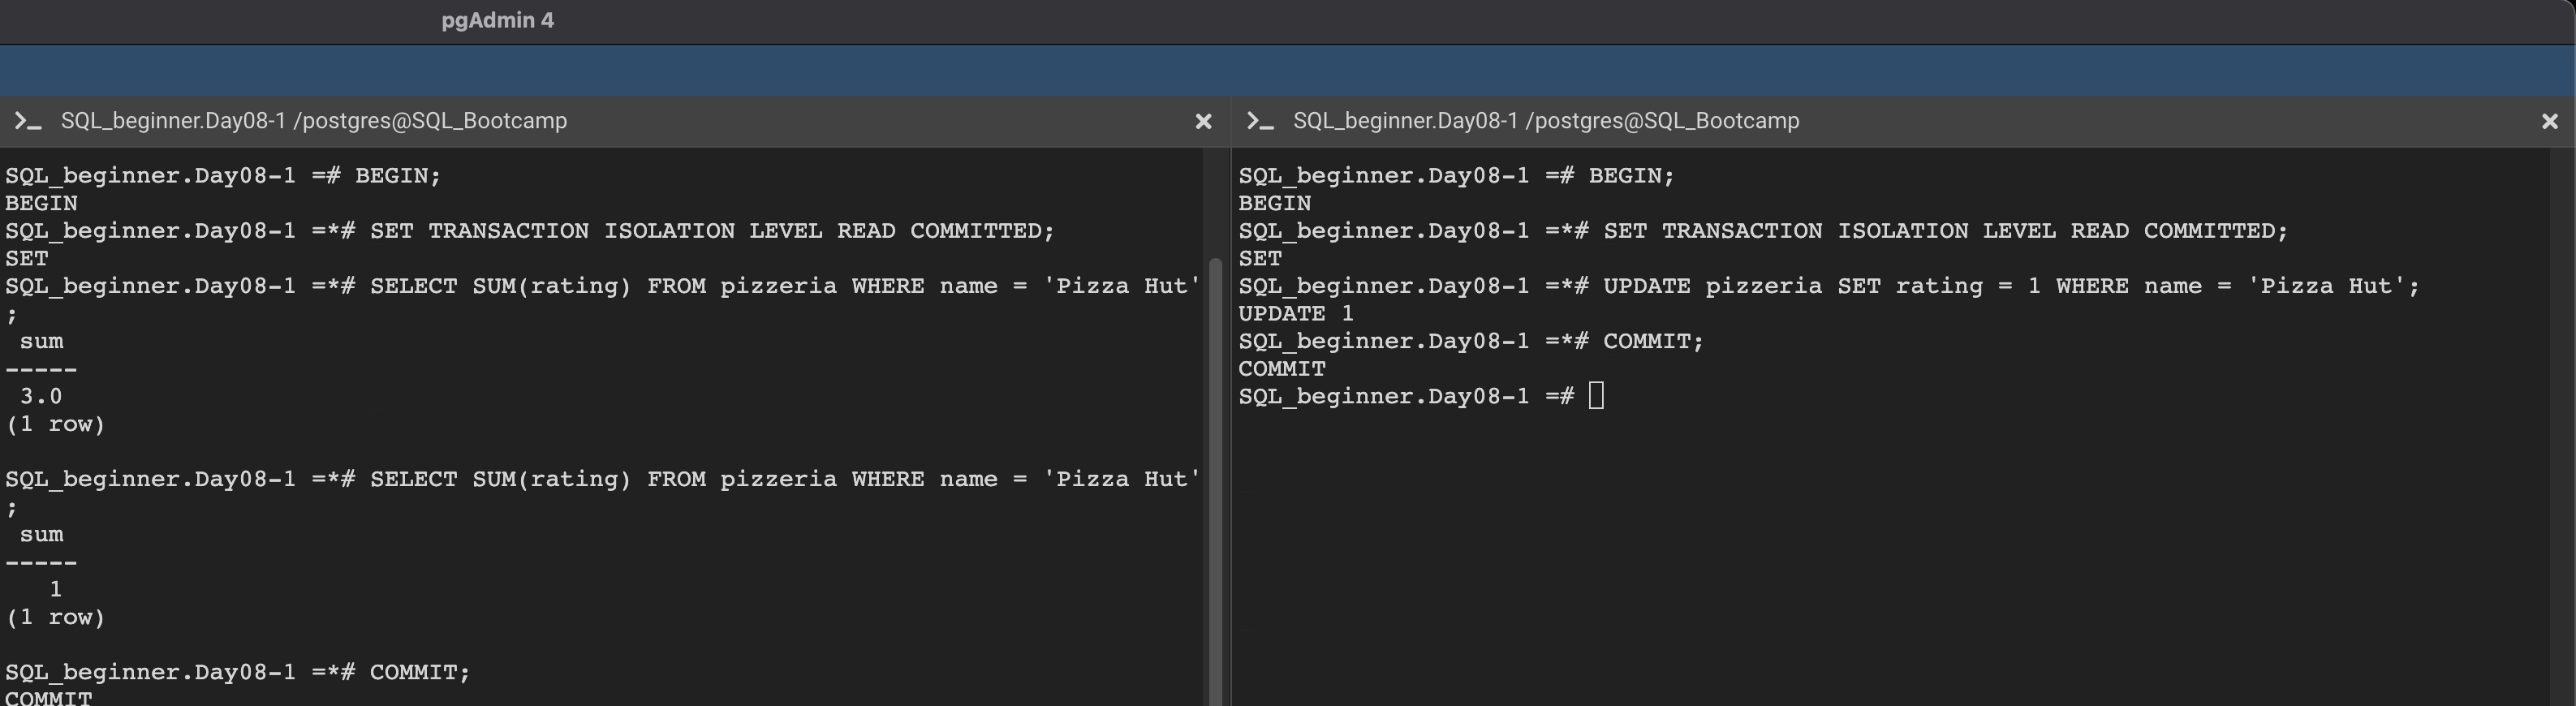 pgAdmin 4
SQL_beginner.Day08-1 /postgres@SQL_Bootcamp
SQL_beginner.Day08-1 =# BEGIN;
BEGIN
SQL_beginner.Day08-1 =*# SET TRANSACTION ISOLATION LEVEL READ COMMITTED;
SET
SQL_beginner.Day08-1 =*# SELECT SUM(rating) FROM pizzeria WHERE name = 'Pizza Hut'
;
sum
-----
3.0
(1 row)
SQL_beginner.Day08-1 =*# SELECT SUM(rating) FROM pizzeria WHERE name = 'Pizza Hut'
;
sum
-----
1
(1 row)
SQL_beginner.Day08-1 =*# COMMIT;
COMMIT
SQL_beginner.Day08-1 /postgres@SQL_Bootcamp
SQL_beginner.Day08-1 =# BEGIN;
BEGIN
SQL_beginner.Day08-1 =*# SET TRANSACTION ISOLATION LEVEL READ COMMITTED;
SET
SQL_beginner.Day08-1 =*# UPDATE pizzeria SET rating = 1 WHERE name = 'Pizza Hut';
UPDATE 1
SQL_beginner.Day08-1 =*# COMMIT;
COMMIT
SQL_beginner.Day08-1 =#